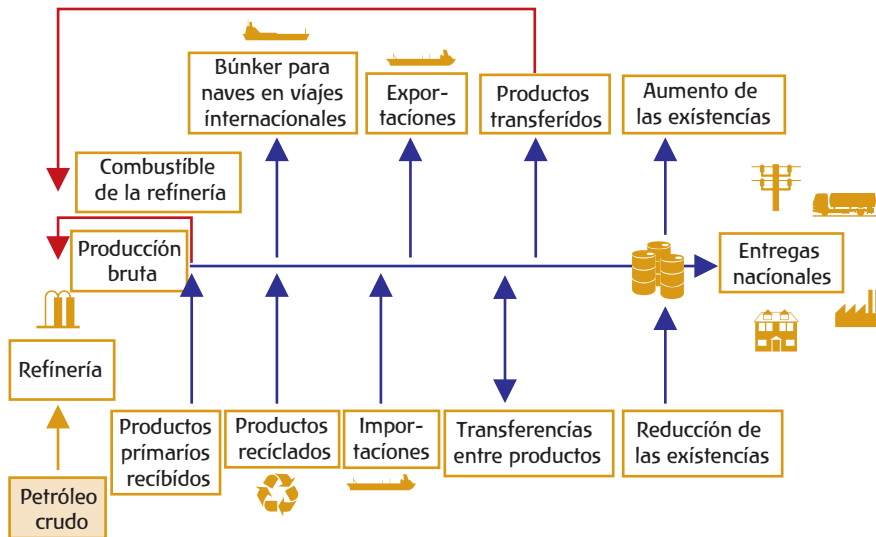 Búnker para
naves en viajes
internacionales
Expor-
taciones
Productos
transferidos
Aumento de
las existencias
Combustible
de la refinería
Producción
bruta
Entregas
nacionales
Refinería
Productos
primarios
recibidos
Productos
reciclados
Impor-
taciones
Transferencias
entre productos
Reducción de
las existencias
Petróleo
crudo